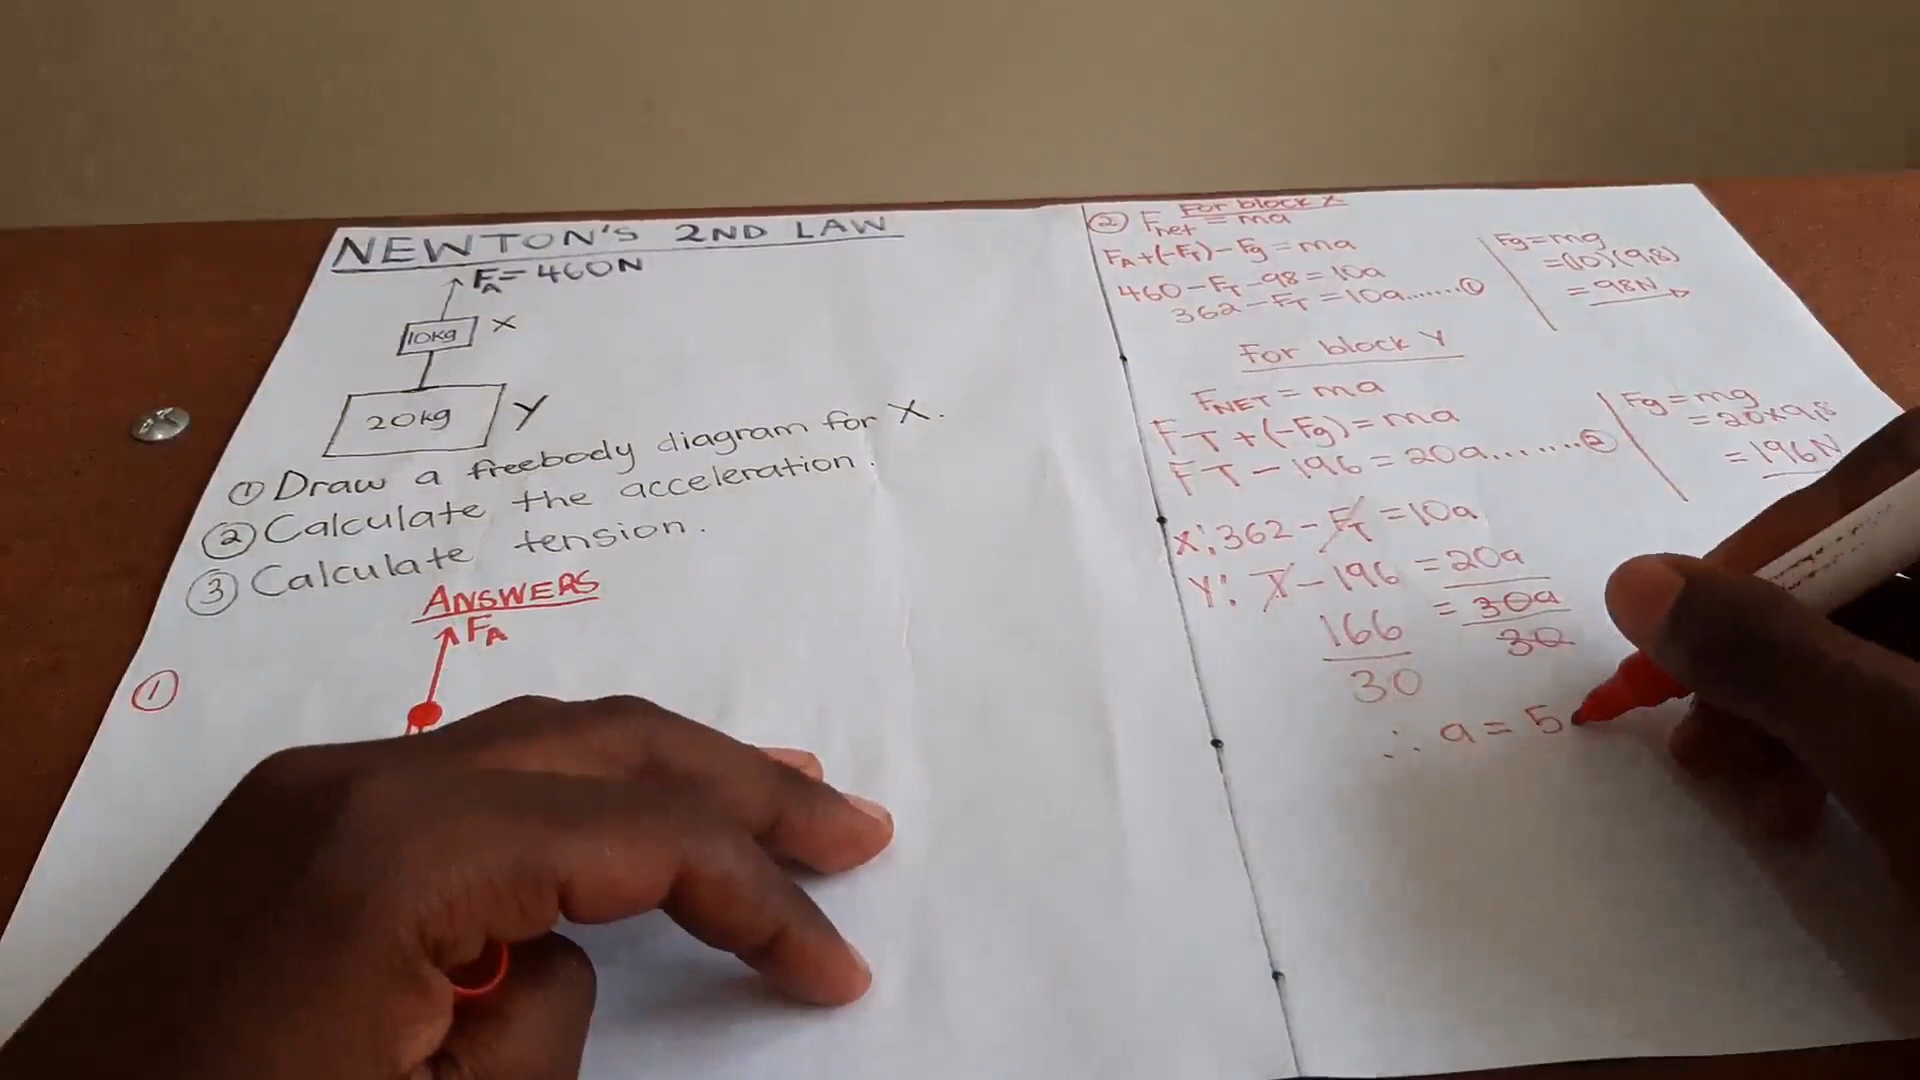 NEWTON'S 2ND LAW
FA = 460N
10kg X
20kg Y
① Draw a freebody diagram for X.
② Calculate the acceleration.
③ Calculate tension.
ANSWERS
① FA
For block X
② Fnet = ma
FA+(-FT)-Fg = ma
460-FT-98 = 10a
362-FT = 10a.......①
Fg = mg
= (10)(9,8)
= 98N
For block Y
FNET = ma
FT+(-Fg) = ma
FT-196 = 20a........②
Fg = mg
= 20×9,8
= 196N
X: 362-FT = 10a
Y: T-196 = 20a
166 = 30a
30 30
∴ a = 5